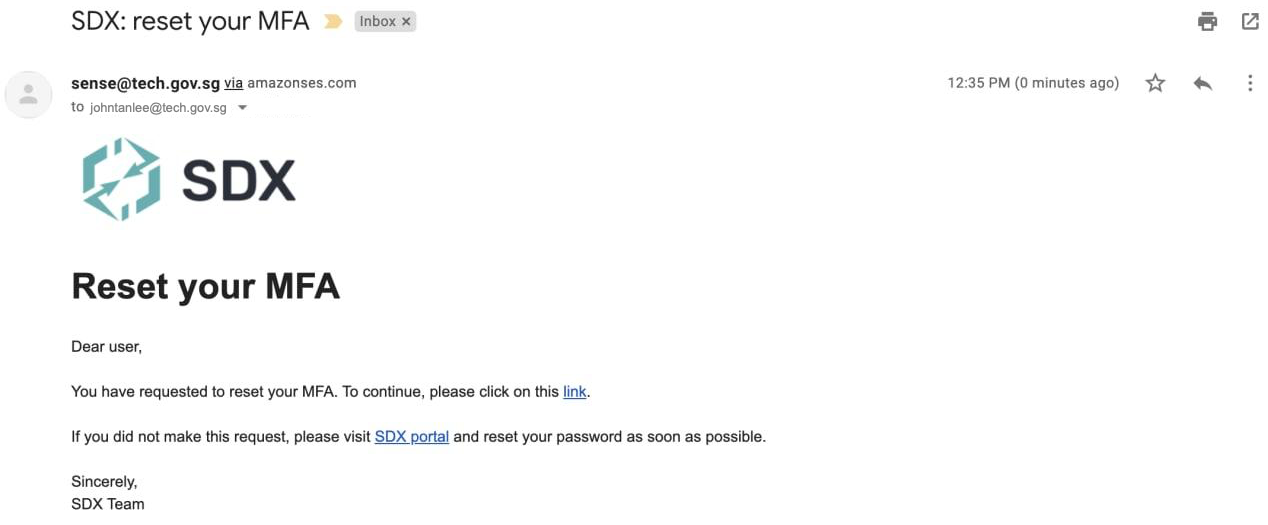 SDX: reset your MFA Inbox ×
sense@tech.gov.sg via amazonses.com 12:35 PM (0 minutes ago)
to johntanlee@tech.gov.sg
SDX
Reset your MFA
Dear user,
You have requested to reset your MFA. To continue, please click on this link.
If you did not make this request, please visit SDX portal and reset your password as soon as possible.
Sincerely,
SDX Team